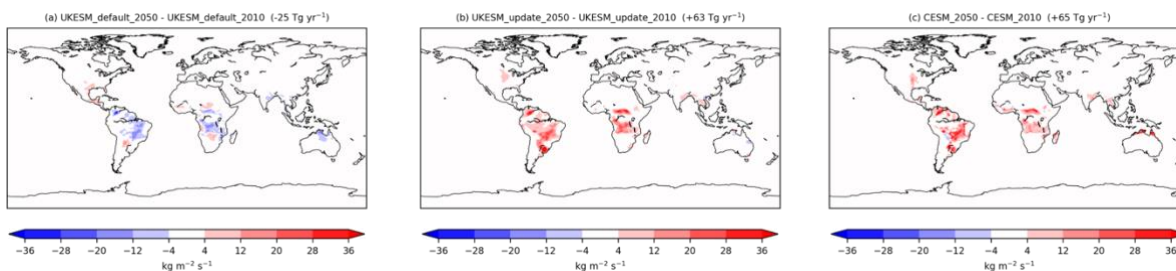 (a) UKESM_default_2050 - UKESM_default_2010 (-25 Tg yr⁻¹)
(b) UKESM_update_2050 - UKESM_update_2010 (+63 Tg yr⁻¹)
(c) CESM_2050 - CESM_2010 (+65 Tg yr⁻¹)
−36 −28 −20 −12 −4 4 12 20 28 36
kg m⁻² s⁻¹
−36 −28 −20 −12 −4 4 12 20 28 36
kg m⁻² s⁻¹
−36 −28 −20 −12 −4 4 12 20 28 36
kg m⁻² s⁻¹